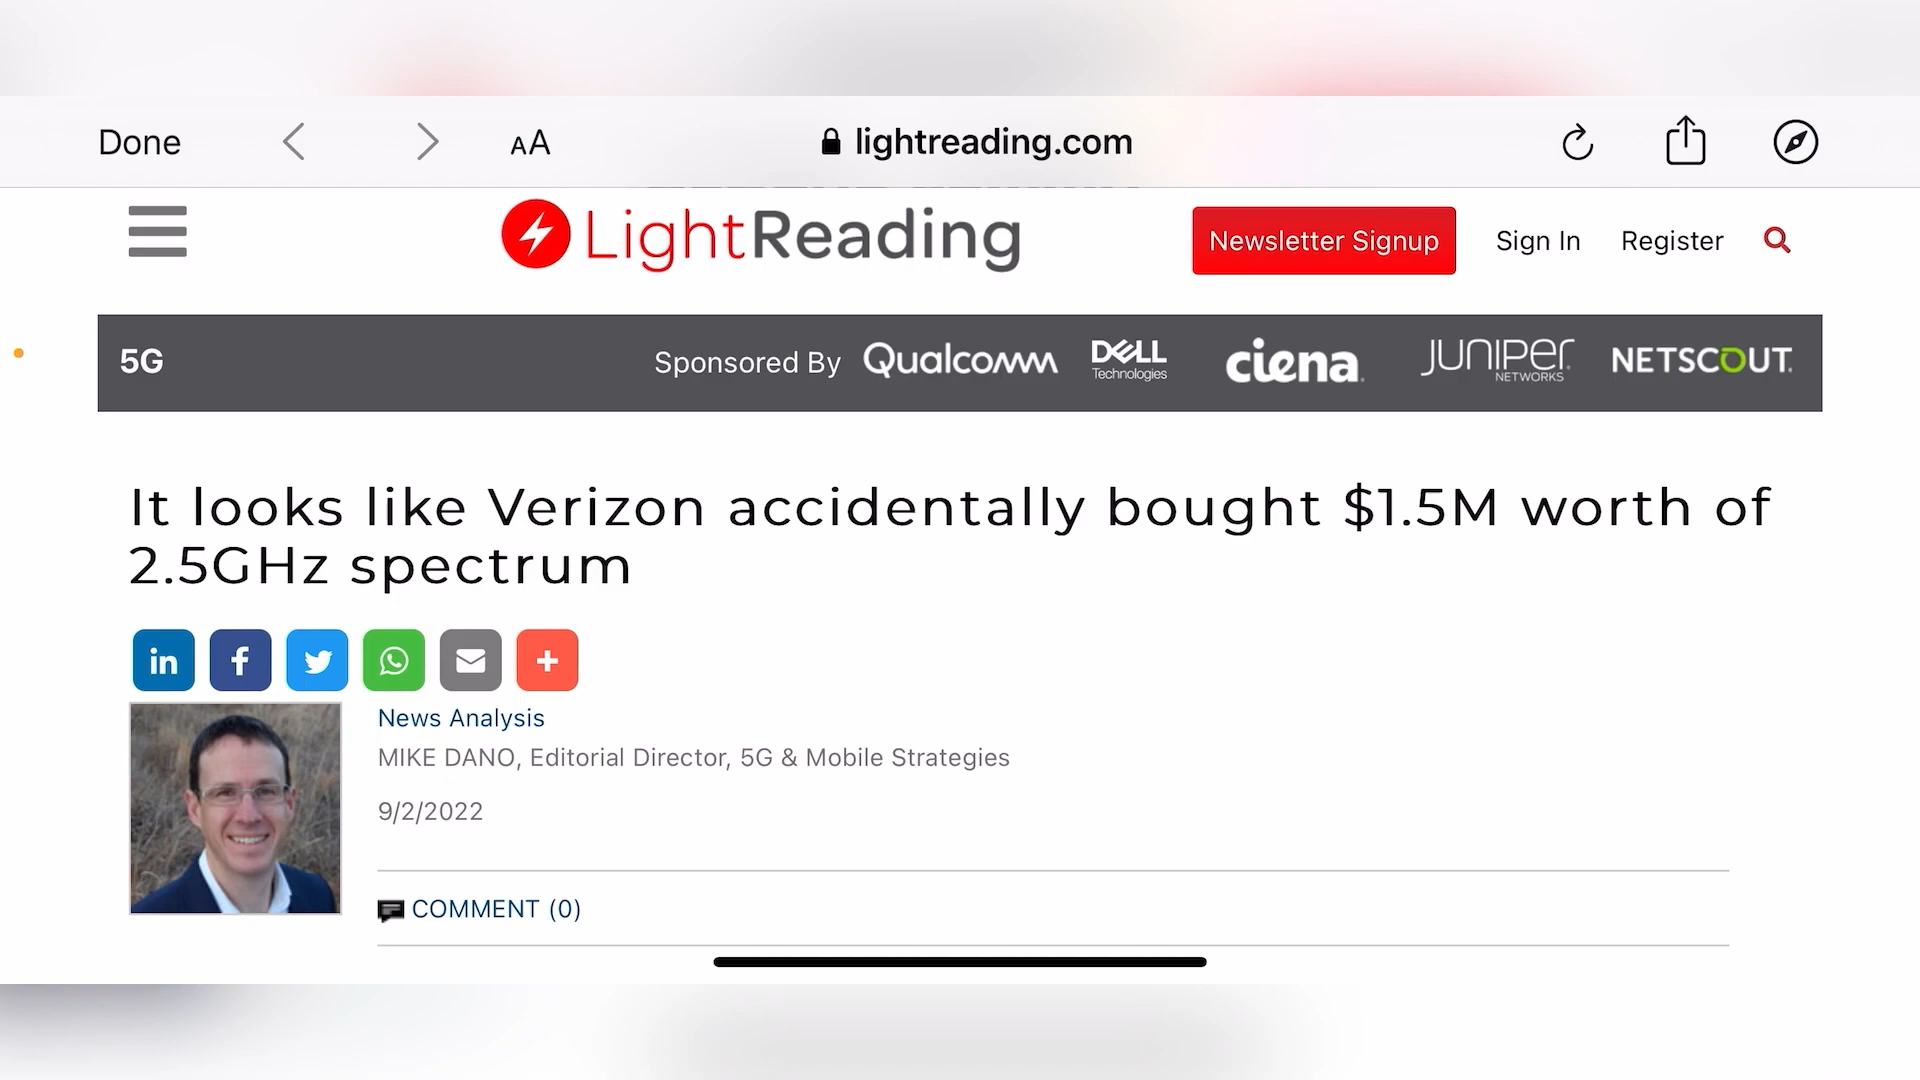 Done
AA
lightreading.com
LightReading
Newsletter Signup
Sign In
Register
5G
Sponsored By
Qualcomm
DELL
Technologies
ciena.
JUNIPER
NETWORKS
NETSCOUT.
It looks like Verizon accidentally bought $1.5M worth of
2.5GHz spectrum
in
f
News Analysis
MIKE DANO, Editorial Director, 5G & Mobile Strategies
9/2/2022
COMMENT (0)